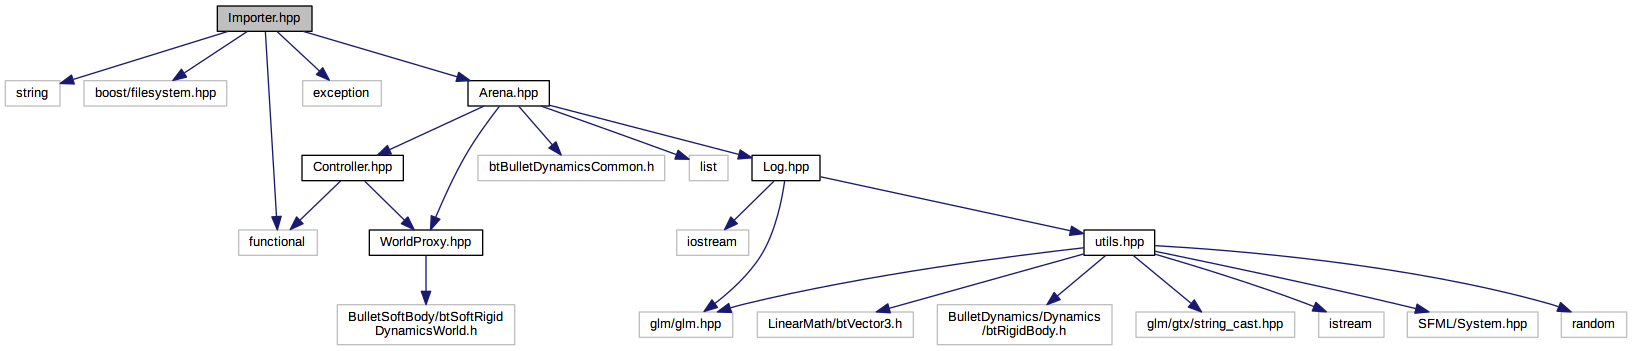 Importer.hpp
string
boost/filesystem.hpp
exception
Arena.hpp
Controller.hpp
btBulletDynamicsCommon.h
list
Log.hpp
functional
WorldProxy.hpp
iostream
utils.hpp
BulletSoftBody/btSoftRigid
DynamicsWorld.h
glm/glm.hpp
LinearMath/btVector3.h
BulletDynamics/Dynamics
/btRigidBody.h
glm/gtx/string_cast.hpp
istream
SFML/System.hpp
random